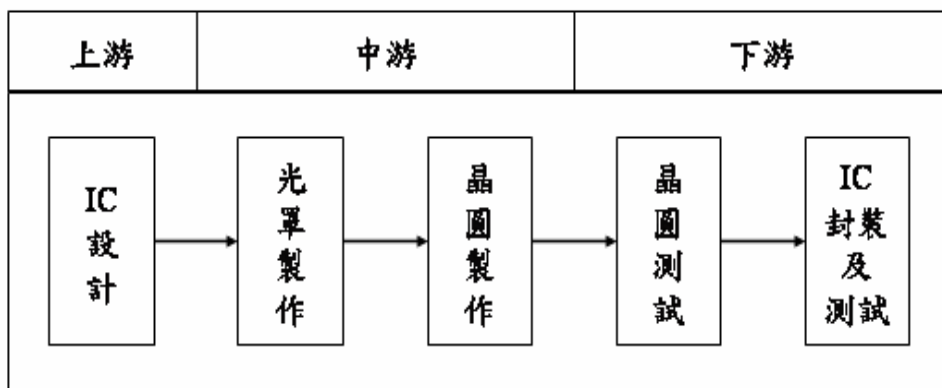 上游
中游
下游
IC
設
計
光
罩
製
作
晶
圓
製
作
晶
圓
測
試
IC
封裝
及
測試